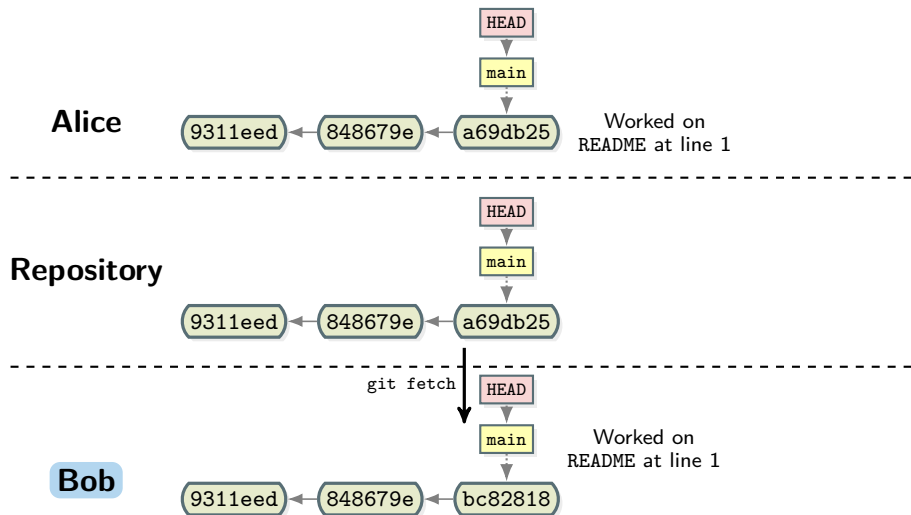 HEAD
main
Alice
9311eed 848679e a69db25
Worked on
README at line 1
HEAD
main
Repository
9311eed 848679e a69db25
git fetch
HEAD
main
Worked on
README at line 1
Bob
9311eed 848679e bc82818